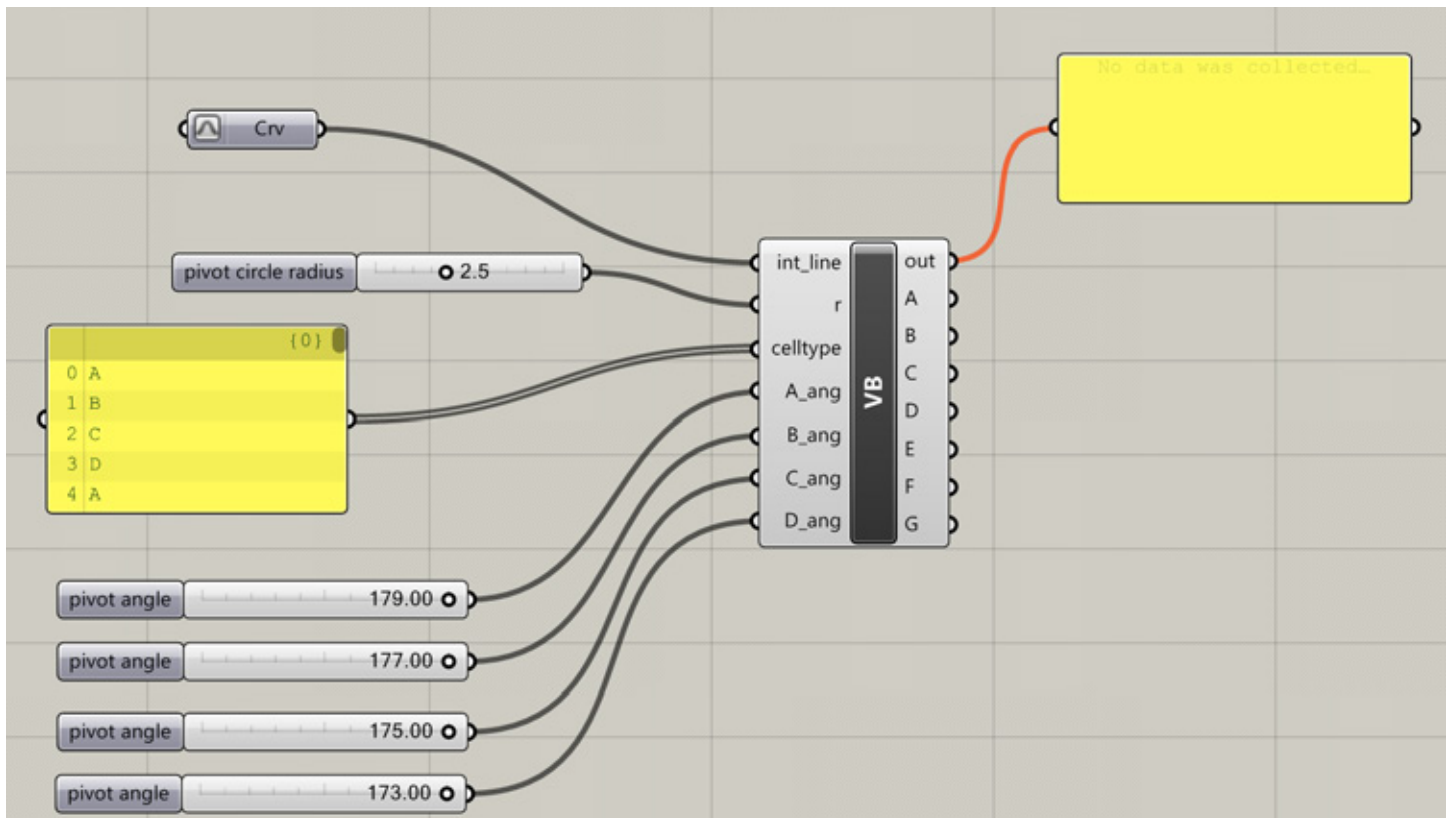 No data was collected…
Crv
pivot circle radius 2.5
{0}
0 A
1 B
2 C
3 D
4 A
int_line
r
celltype
A_ang
B_ang
C_ang
D_ang
VB
out
A
B
C
D
E
F
G
pivot angle 179.00
pivot angle 177.00
pivot angle 175.00
pivot angle 173.00